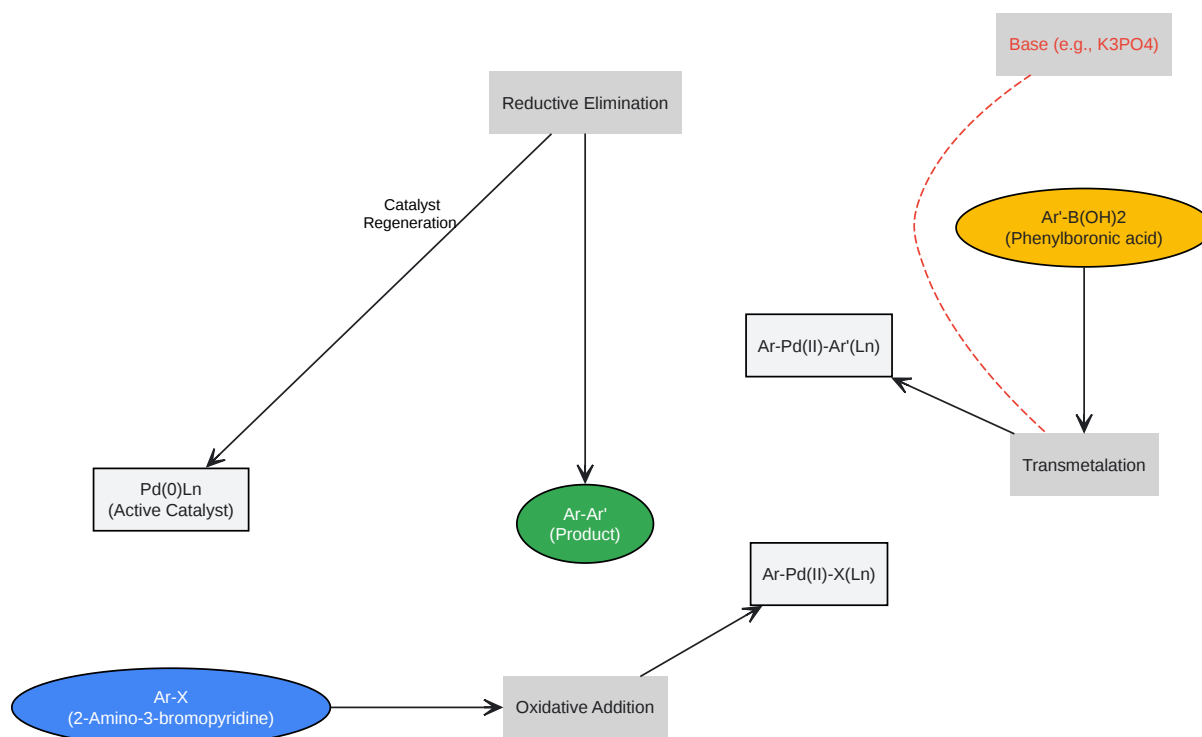 Base (e.g., K3PO4)
Reductive Elimination
Catalyst
Regeneration
Ar'-B(OH)2
(Phenylboronic acid)
Ar-Pd(II)-Ar'(Ln)
Transmetalation
Pd(0)Ln
(Active Catalyst)
Ar-Ar'
(Product)
Ar-Pd(II)-X(Ln)
Ar-X
(2-Amino-3-bromopyridine)
Oxidative Addition